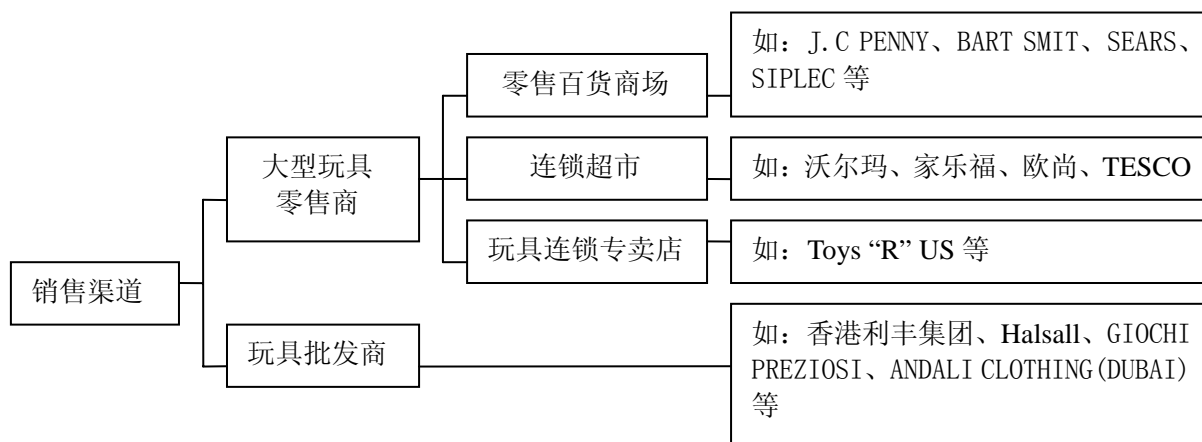 如：J.C PENNY、BART SMIT、SEARS、
SIPLEC 等
零售百货商场
大型玩具
零售商
连锁超市
如：沃尔玛、家乐福、欧尚、TESCO
玩具连锁专卖店
如：Toys “R” US 等
销售渠道
玩具批发商
如：香港利丰集团、Halsall、GIOCHI
PREZIOSI、ANDALI CLOTHING(DUBAI)
等